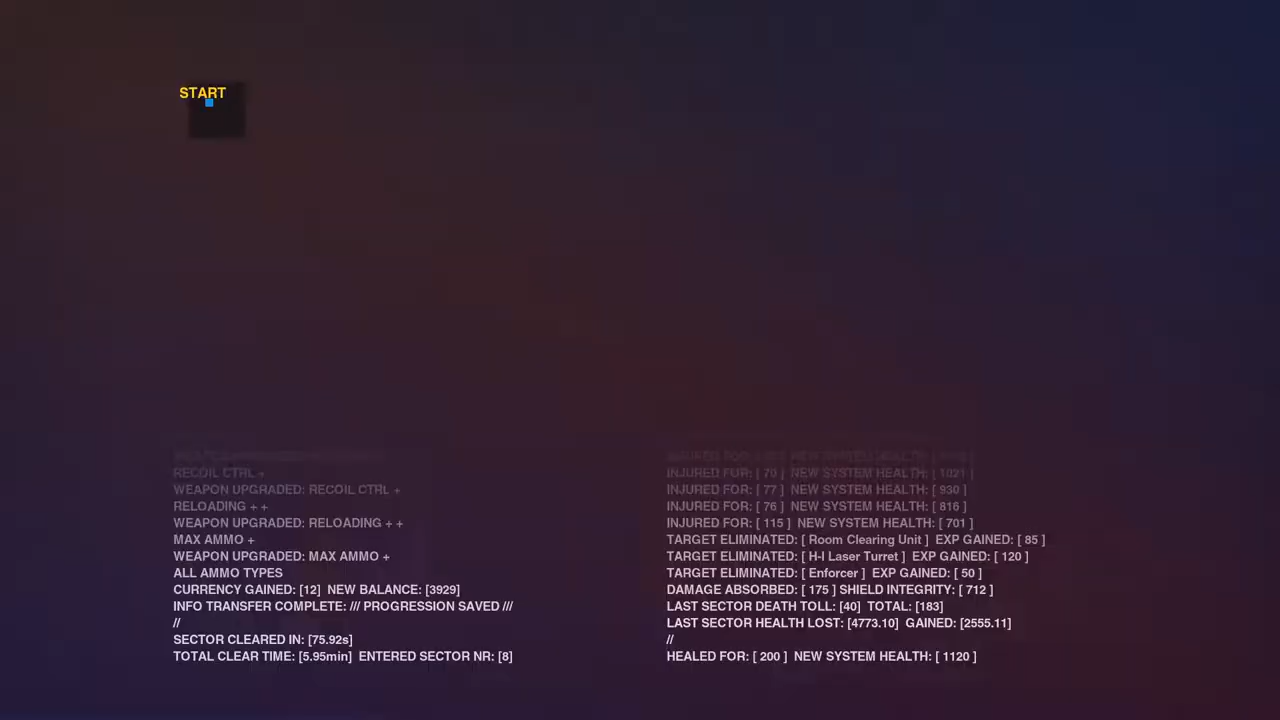 START
RECOIL CTRL +
WEAPON UPGRADED: RECOIL CTRL +
RELOADING + +
WEAPON UPGRADED: RELOADING + +
MAX AMMO +
WEAPON UPGRADED: MAX AMMO +
ALL AMMO TYPES
CURRENCY GAINED: [12] NEW BALANCE: [3929]
INFO TRANSFER COMPLETE: /// PROGRESSION SAVED ///
//
SECTOR CLEARED IN: [75.92s]
TOTAL CLEAR TIME: [5.95min] ENTERED SECTOR NR: [8]
INJURED FOR: [ 70 ] NEW SYSTEM HEALTH: [ 1021 ]
INJURED FOR: [ 77 ] NEW SYSTEM HEALTH: [ 930 ]
INJURED FOR: [ 76 ] NEW SYSTEM HEALTH: [ 816 ]
INJURED FOR: [ 115 ] NEW SYSTEM HEALTH: [ 701 ]
TARGET ELIMINATED: [ Room Clearing Unit ] EXP GAINED: [ 85 ]
TARGET ELIMINATED: [ H-I Laser Turret ] EXP GAINED: [ 120 ]
TARGET ELIMINATED: [ Enforcer ] EXP GAINED: [ 50 ]
DAMAGE ABSORBED: [ 175 ] SHIELD INTEGRITY: [ 712 ]
LAST SECTOR DEATH TOLL: [40] TOTAL: [183]
LAST SECTOR HEALTH LOST: [4773.10] GAINED: [2555.11]
//
HEALED FOR: [ 200 ] NEW SYSTEM HEALTH: [ 1120 ]